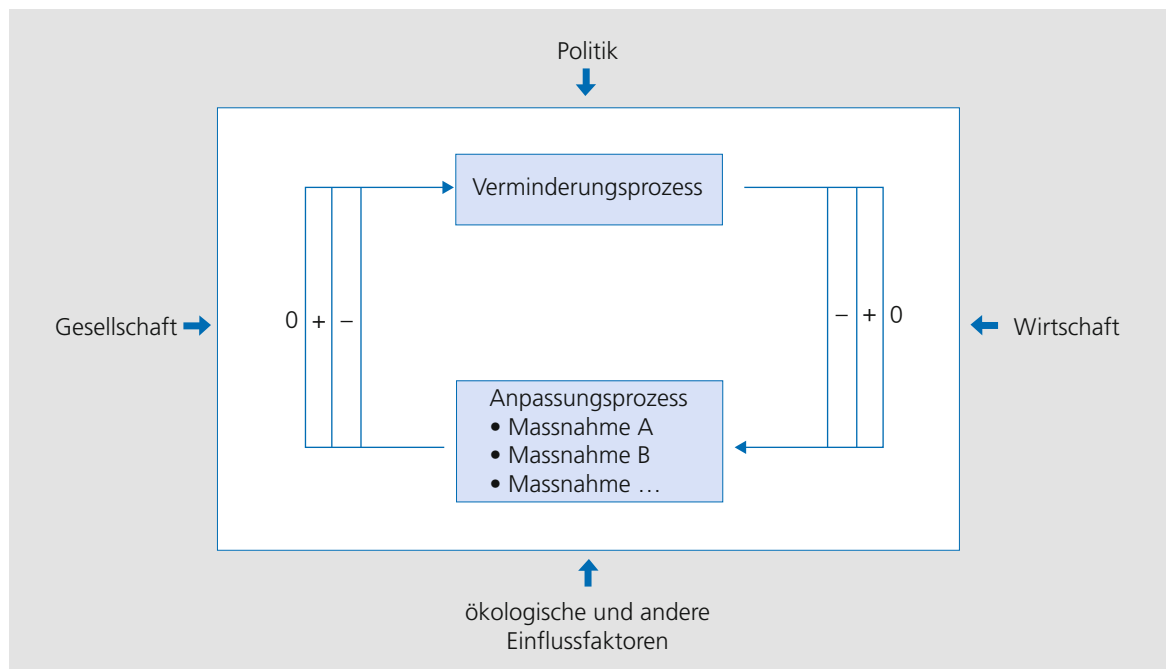 Politik
Verminderungsprozess
Gesellschaft
0 + –
– + 0
Wirtschaft
Anpassungsprozess
• Massnahme A
• Massnahme B
• Massnahme …
ökologische und andere
Einflussfaktoren